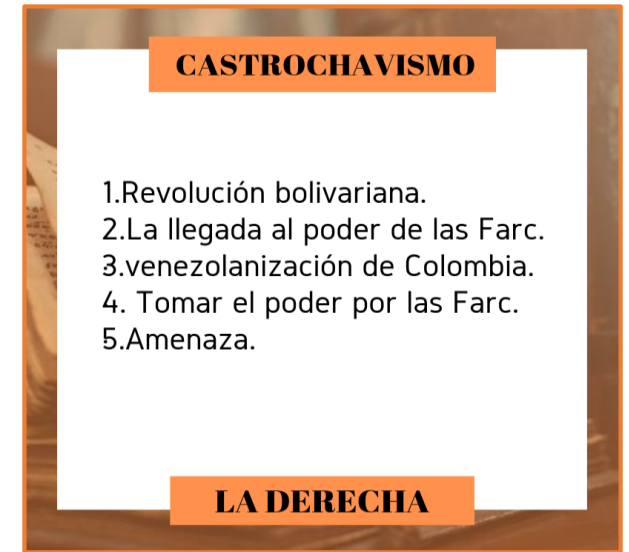 CASTROCHAVISMO
1.Revolución bolivariana.
2.La llegada al poder de las Farc.
3.venezolanización de Colombia.
4. Tomar el poder por las Farc.
5.Amenaza.
LA DERECHA